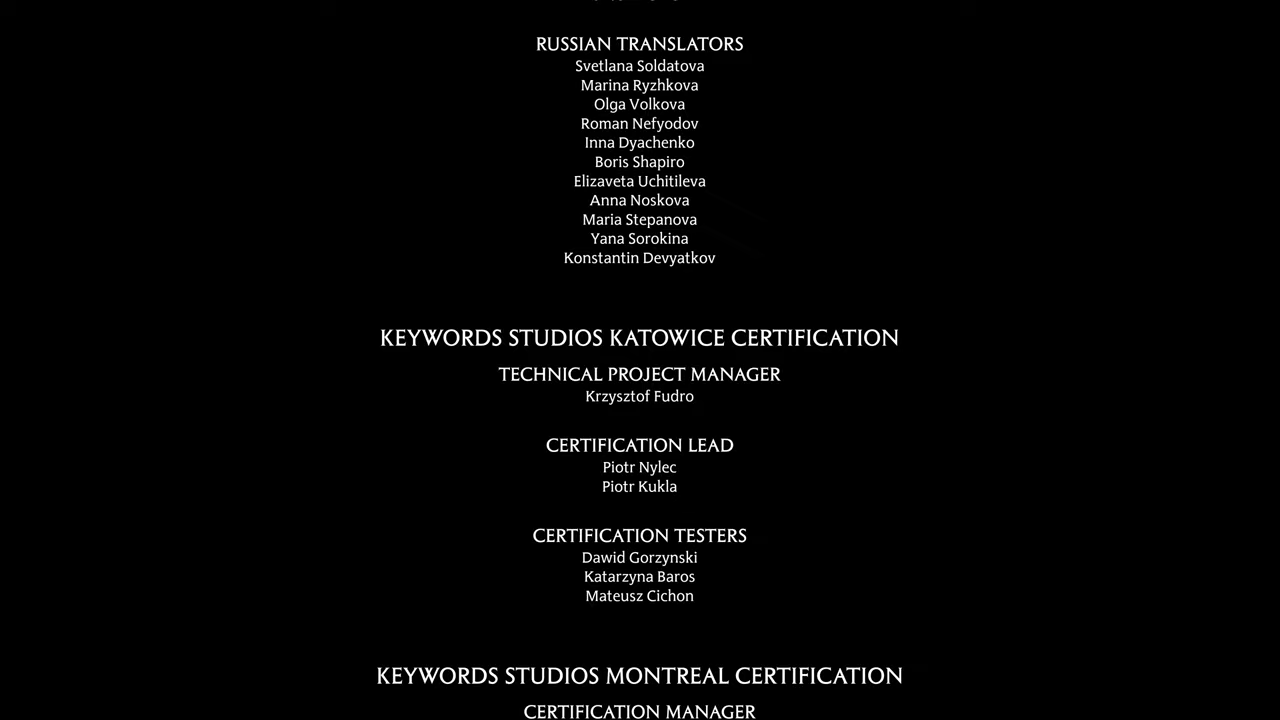 RUSSIAN TRANSLATORS
Svetlana Soldatova
Marina Ryzhkova
Olga Volkova
Roman Nefyodov
Inna Dyachenko
Boris Shapiro
Elizaveta Uchitileva
Anna Noskova
Maria Stepanova
Yana Sorokina
Konstantin Devyatkov
KEYWORDS STUDIOS KATOWICE CERTIFICATION
TECHNICAL PROJECT MANAGER
Krzysztof Fudro
CERTIFICATION LEAD
Piotr Nylec
Piotr Kukla
CERTIFICATION TESTERS
Dawid Gorzynski
Katarzyna Baros
Mateusz Cichon
KEYWORDS STUDIOS MONTREAL CERTIFICATION
CERTIFICATION MANAGER